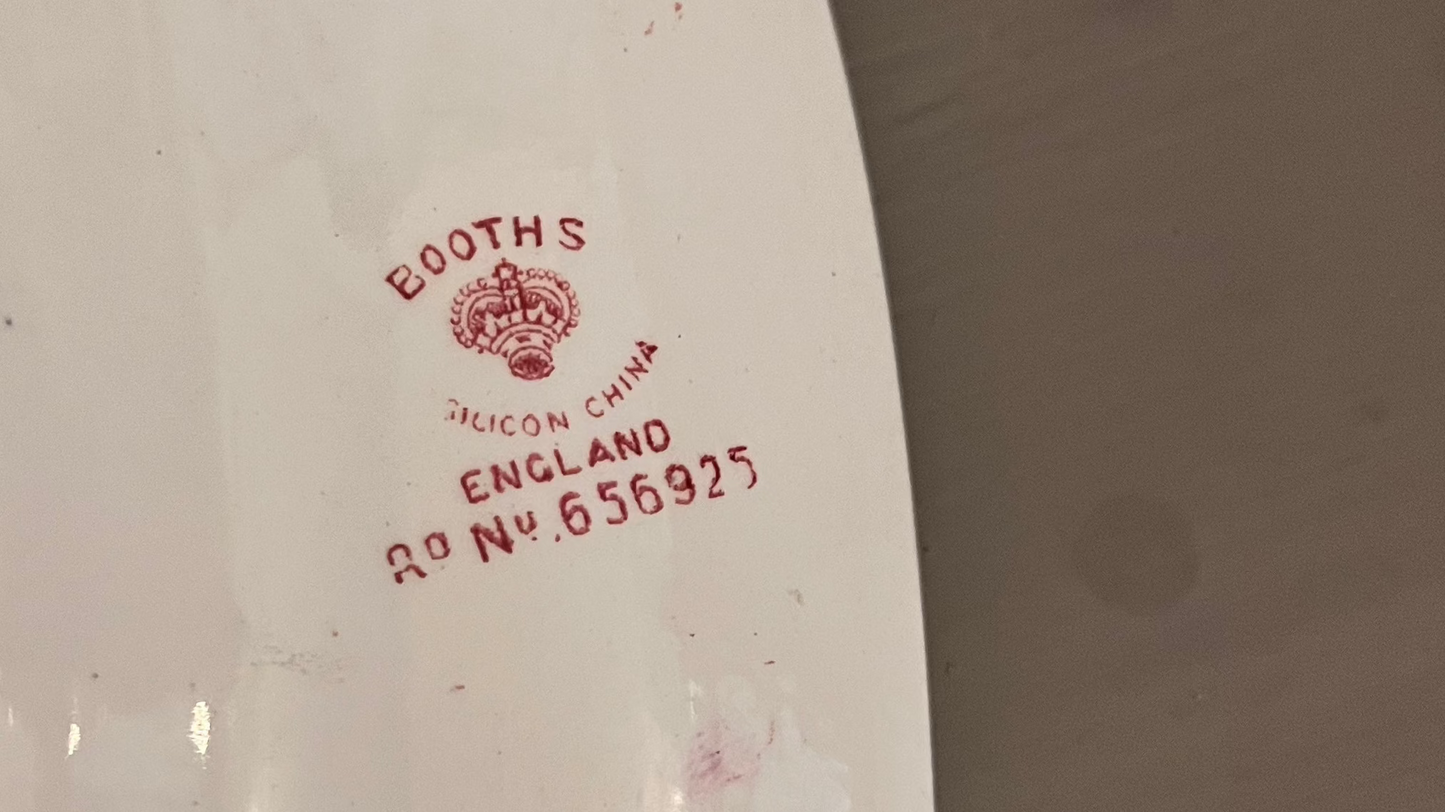 BOOTHS
SILICON CHINA
ENGLAND
RD No. 656925